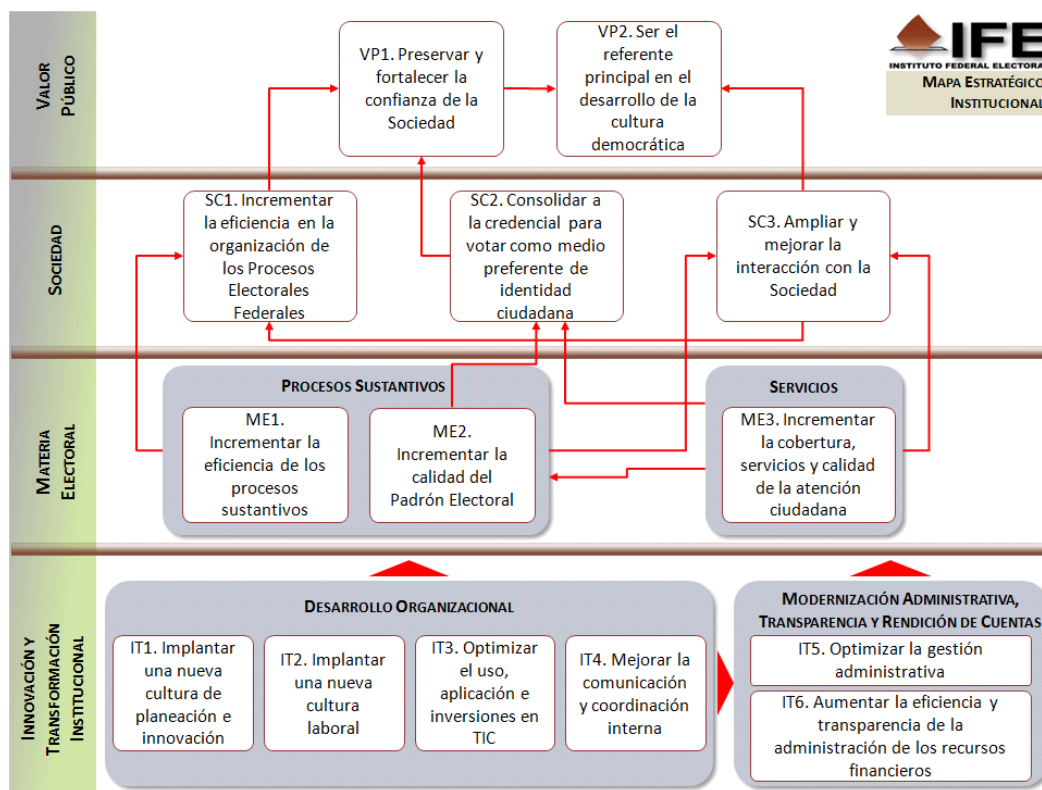 VALOR
PÚBLICO
VP1. Preservar y
fortalecer la
confianza de la
Sociedad
VP2. Ser el
referente
principal en el
desarrollo de la
cultura
democrática
IFE
INSTITUTO FEDERAL ELECTORA
MAPA ESTRATÉGICO
INSTITUCIONAL
SOCIEDAD
SC1. Incrementar
la eficiencia en la
organización de
los Procesos
Electorales
Federales
SC2. Consolidar a
la credencial para
votar como medio
preferente de
identidad
ciudadana
SC3. Ampliar y
mejorar la
interacción con la
Sociedad
MATERIA
ELECTORAL
PROCESOS SUSTANTIVOS
ME1.
Incrementar la
eficiencia de los
procesos
sustantivos
ME2.
Incrementar la
calidad del
Padrón Electoral
SERVICIOS
ME3. Incrementar
la cobertura,
servicios y calidad
de la atención
ciudadana
INNOVACIÓN Y
TRANSFORMACIÓN
INSTITUCIONAL
DESARROLLO ORGANIZACIONAL
IT1. Implantar
una nueva
cultura de
planeación e
innovación
IT2. Implantar
una nueva
cultura
laboral
IT3. Optimizar
el uso,
aplicación e
inversiones en
TIC
IT4. Mejorar la
comunicación
y coordinación
interna
MODERNIZACIÓN ADMINISTRATIVA,
TRANSPARENCIA Y RENDICIÓN DE CUENTAS
IT5. Optimizar la gestión
administrativa
IT6. Aumentar la eficiencia y
transparencia de la
administración de los recursos
financieros